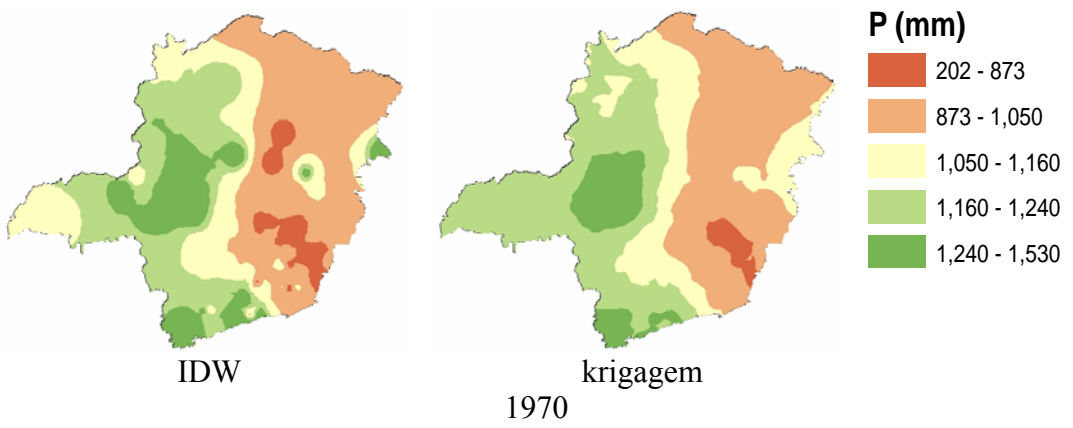 P (mm)
202 - 873
873 - 1,050
1,050 - 1,160
1,160 - 1,240
1,240 - 1,530
IDW
krigagem
1970